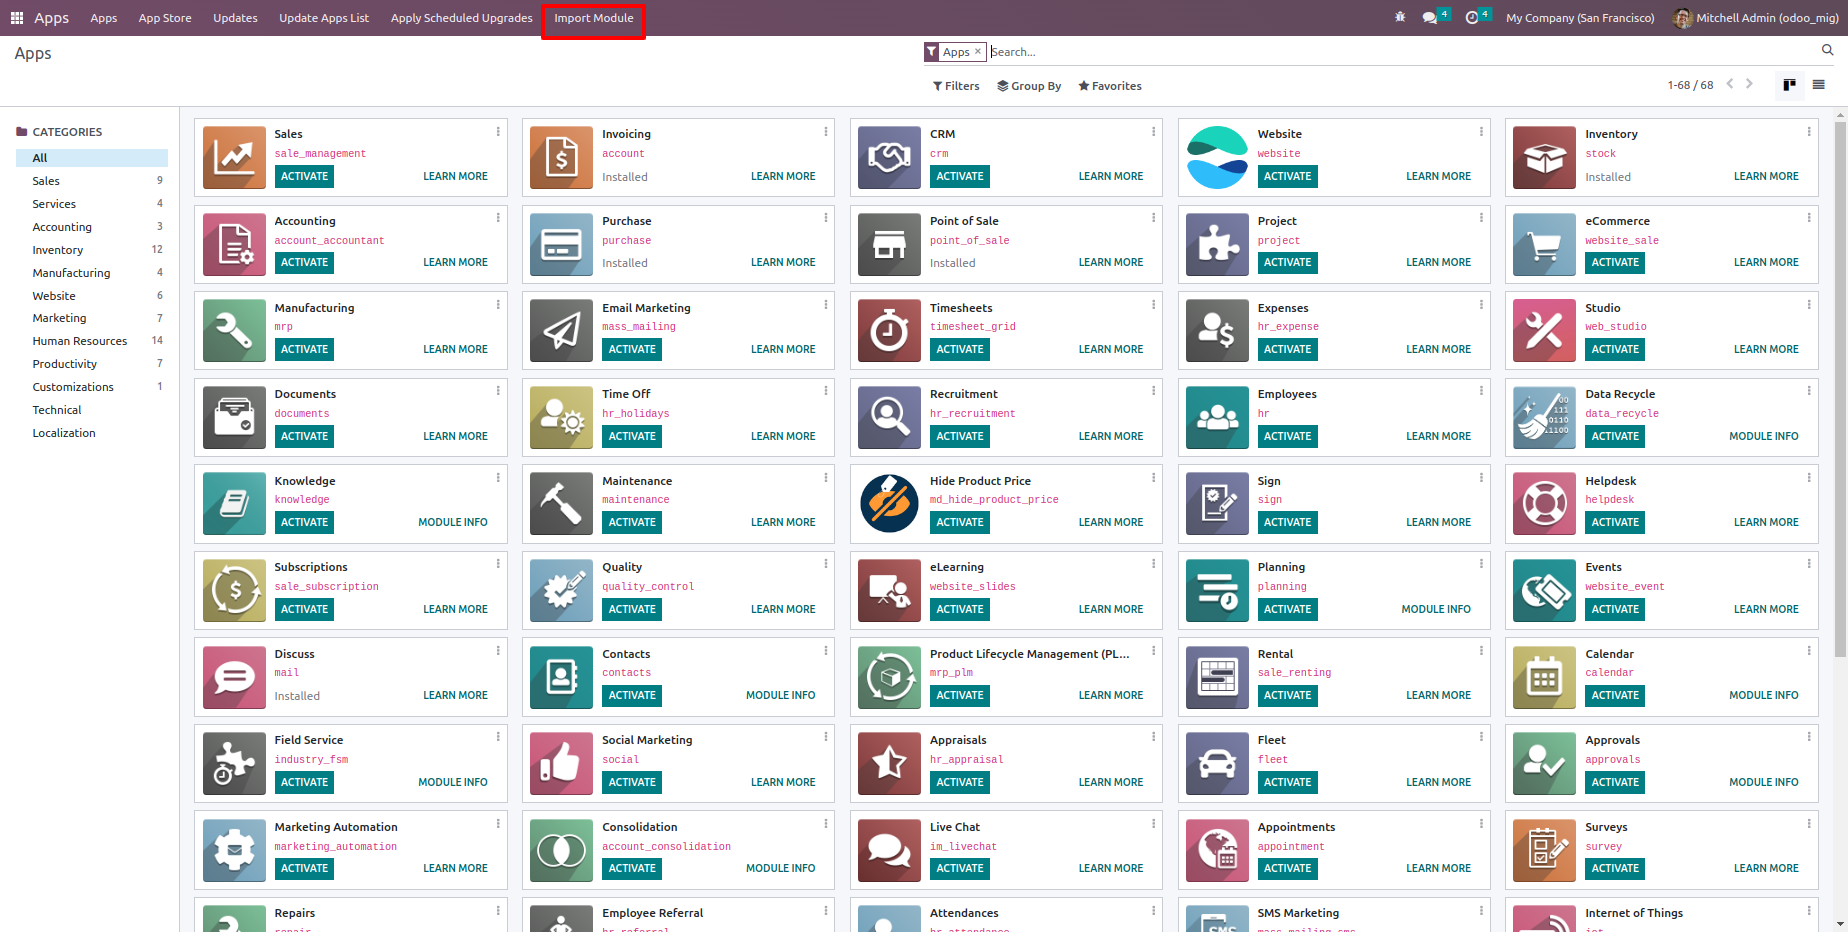 Apps Apps App Store Updates Update Apps List Apply Scheduled Upgrades Import Module 4 4 My Company (San Francisco) Mitchell Admin (odoo_mig)
Apps
Apps × Search...
Filters Group By Favorites 1-68 / 68
CATEGORIES
All
Sales 9
Services 4
Accounting 3
Inventory 12
Manufacturing 4
Website 6
Marketing 7
Human Resources 14
Productivity 7
Customizations 1
Technical
Localization
Sales
sale_management
ACTIVATE LEARN MORE
Invoicing
account
Installed LEARN MORE
CRM
crm
ACTIVATE LEARN MORE
Website
website
ACTIVATE LEARN MORE
Inventory
stock
Installed LEARN MORE
Accounting
account_accountant
ACTIVATE LEARN MORE
Purchase
purchase
Installed LEARN MORE
Point of Sale
point_of_sale
Installed LEARN MORE
Project
project
ACTIVATE LEARN MORE
eCommerce
website_sale
ACTIVATE LEARN MORE
Manufacturing
mrp
ACTIVATE LEARN MORE
Email Marketing
mass_mailing
ACTIVATE LEARN MORE
Timesheets
timesheet_grid
ACTIVATE LEARN MORE
Expenses
hr_expense
ACTIVATE LEARN MORE
Studio
web_studio
ACTIVATE LEARN MORE
Documents
documents
ACTIVATE LEARN MORE
Time Off
hr_holidays
ACTIVATE LEARN MORE
Recruitment
hr_recruitment
ACTIVATE LEARN MORE
Employees
hr
ACTIVATE LEARN MORE
00
111
0110
11100
Data Recycle
data_recycle
ACTIVATE MODULE INFO
Knowledge
knowledge
ACTIVATE MODULE INFO
Maintenance
maintenance
ACTIVATE LEARN MORE
Hide Product Price
md_hide_product_price
ACTIVATE LEARN MORE
Sign
sign
ACTIVATE LEARN MORE
Helpdesk
helpdesk
ACTIVATE LEARN MORE
Subscriptions
sale_subscription
ACTIVATE LEARN MORE
Quality
quality_control
ACTIVATE LEARN MORE
eLearning
website_slides
ACTIVATE LEARN MORE
Planning
planning
ACTIVATE MODULE INFO
Events
website_event
ACTIVATE LEARN MORE
Discuss
mail
Installed LEARN MORE
Contacts
contacts
ACTIVATE MODULE INFO
Product Lifecycle Management (PL...
mrp_plm
ACTIVATE LEARN MORE
Rental
sale_renting
ACTIVATE LEARN MORE
Calendar
calendar
ACTIVATE MODULE INFO
Field Service
industry_fsm
ACTIVATE MODULE INFO
Social Marketing
social
ACTIVATE LEARN MORE
Appraisals
hr_appraisal
ACTIVATE LEARN MORE
Fleet
fleet
ACTIVATE LEARN MORE
Approvals
approvals
ACTIVATE MODULE INFO
Marketing Automation
marketing_automation
ACTIVATE LEARN MORE
Consolidation
account_consolidation
ACTIVATE MODULE INFO
Live Chat
im_livechat
ACTIVATE LEARN MORE
Appointments
appointment
ACTIVATE LEARN MORE
Surveys
survey
ACTIVATE LEARN MORE
Repairs
repair
Employee Referral
hr_referral
Attendances
hr_attendance
SMS
SMS Marketing
mass_mailing_sms
Internet of Things
iot